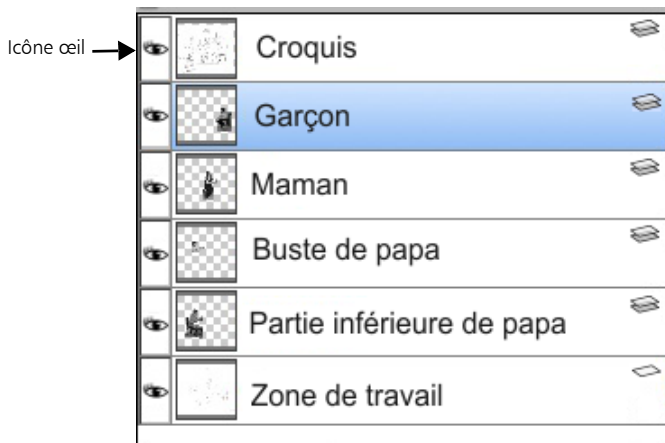 Icône œil
Croquis
Garçon
Maman
Buste de papa
Partie inférieure de papa
Zone de travail